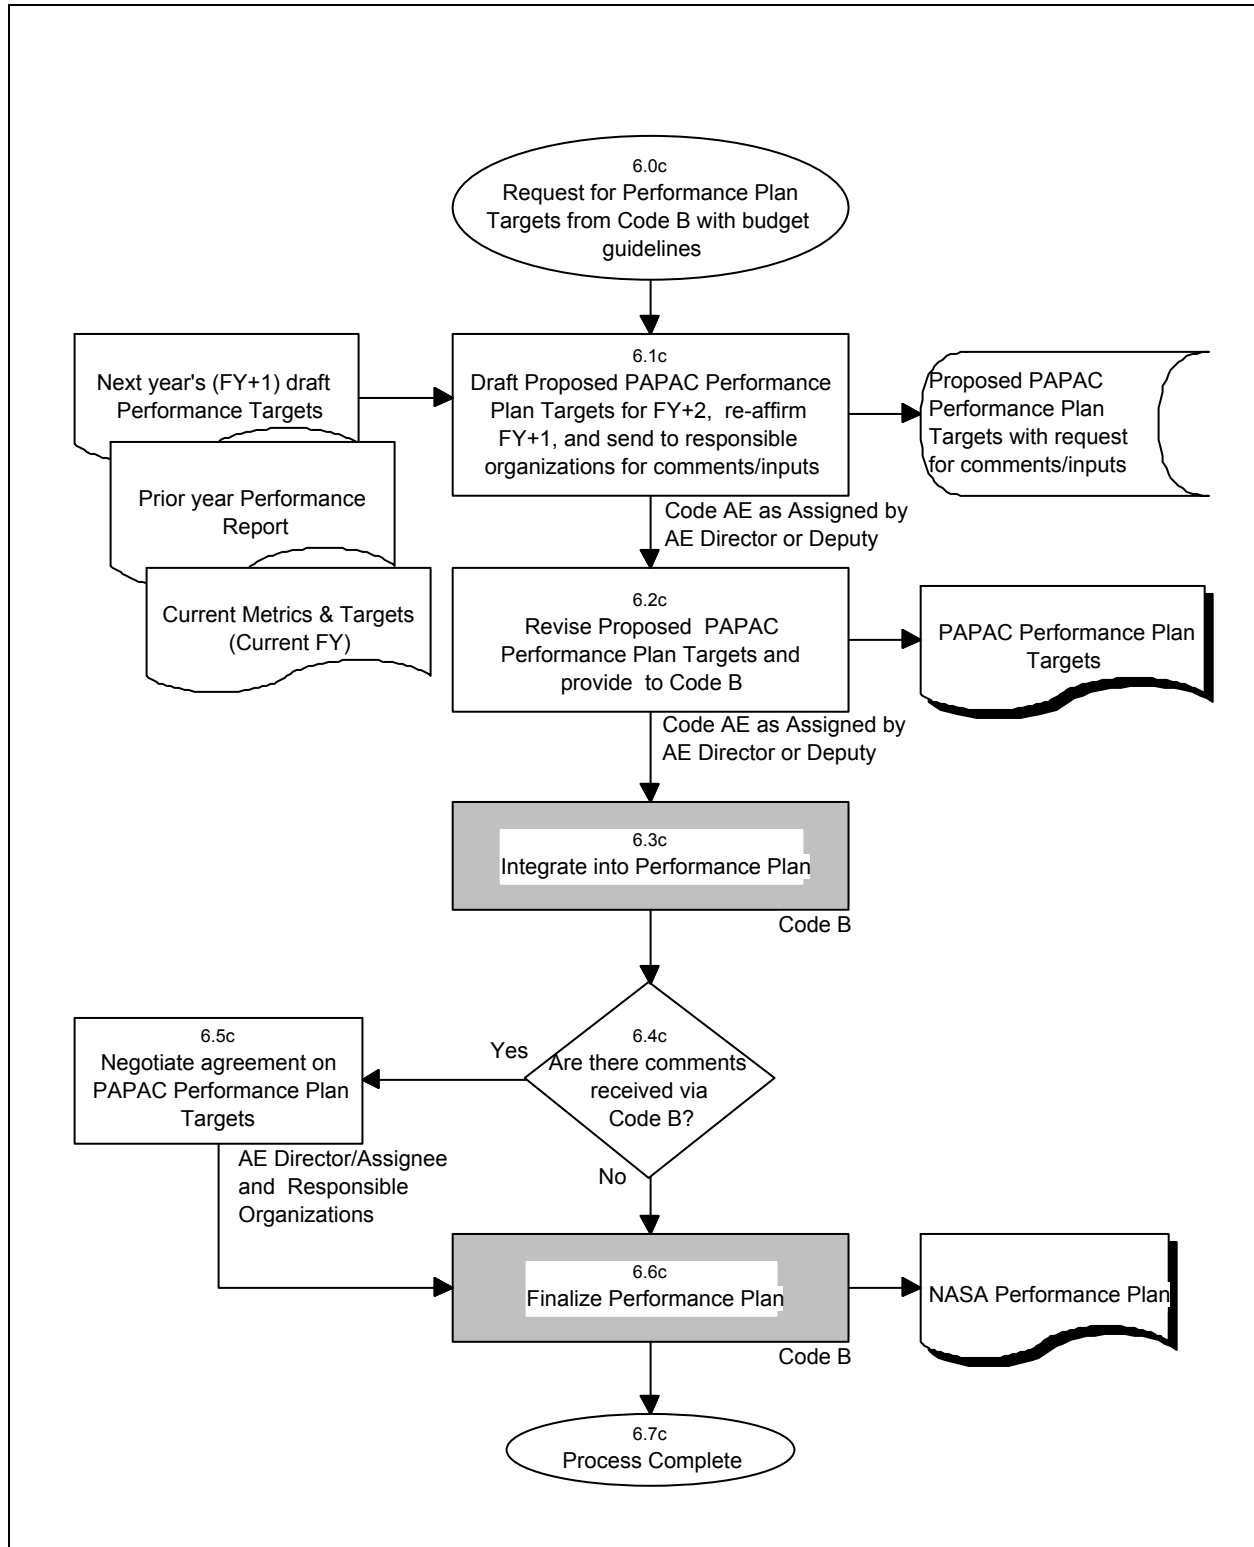 6.0c
Request for Performance Plan
Targets from Code B with budget
guidelines
Next year's (FY+1) draft
Performance Targets
Prior year Performance
Report
Current Metrics & Targets
(Current FY)
6.1c
Draft Proposed PAPAC Performance
Plan Targets for FY+2, re-affirm
FY+1, and send to responsible
organizations for comments/inputs
Proposed PAPAC
Performance Plan
Targets with request
for comments/inputs
Code AE as Assigned by
AE Director or Deputy
6.2c
Revise Proposed PAPAC
Performance Plan Targets and
provide to Code B
PAPAC Performance Plan
Targets
Code AE as Assigned by
AE Director or Deputy
6.3c
Integrate into Performance Plan
Code B
6.4c
Are there comments
received via
Code B?
Yes
No
6.5c
Negotiate agreement on
PAPAC Performance Plan
Targets
AE Director/Assignee
and Responsible
Organizations
6.6c
Finalize Performance Plan
Code B
NASA Performance Plan
6.7c
Process Complete